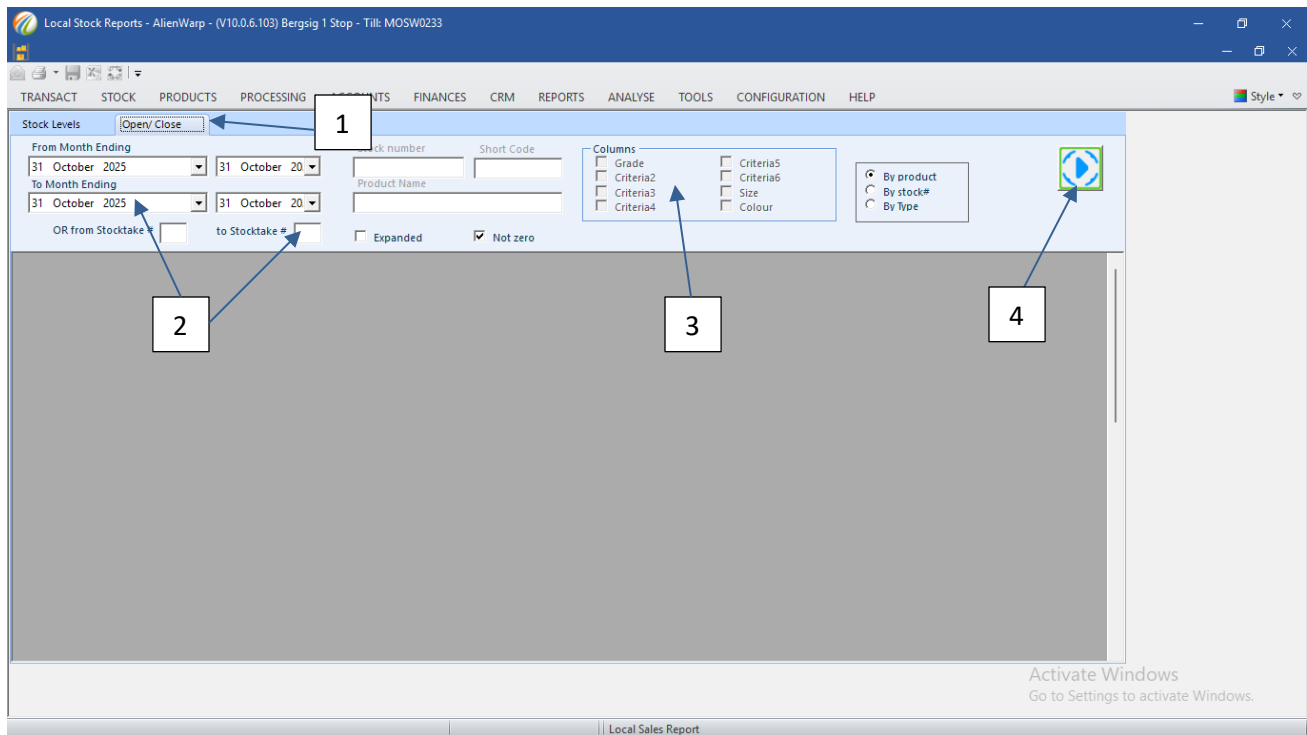 Local Stock Reports - AlienWarp - (V10.0.6.103) Bergsig 1 Stop - Till: MOSW0233
TRANSACT STOCK PRODUCTS PROCESSING FINANCES CRM REPORTS ANALYSE TOOLS CONFIGURATION HELP Style
Stock Levels Open/ Close 1
From Month Ending number Short Code Columns
31 October 2025 31 October 20 Grade Criteria5
To Month Ending Product Name Criteria2 Criteria6 By product
Criteria3 Size By stock#
31 October 2025 31 October 20 Criteria4 Colour By Type
OR from Stocktake # to Stocktake # Expanded Not zero
2 3 4
Activate Windows
Go to Settings to activate Windows.
Local Sales Report